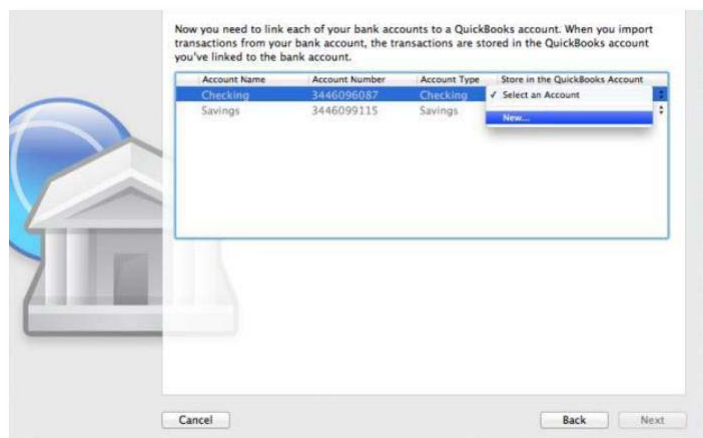 Now you need to link each of your bank accounts to a QuickBooks account. When you import
transactions from your bank account, the transactions are stored in the QuickBooks account
you've linked to the bank account.
Account Name Account Number Account Type Store in the QuickBooks Account
Checking 3446096087 Checking ✓ Select an Account
Savings 3446099115 Savings
New...
Cancel Back Next